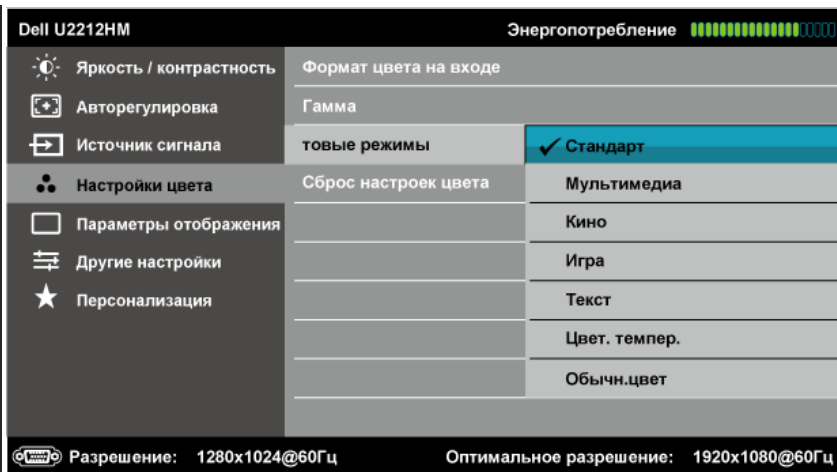 Dell U2212HM
Энергопотребление
Яркость / контрастность
Формат цвета на входе
Авторегулировка
Гамма
Источник сигнала
товые режимы
Стандарт
Настройки цвета
Сброс настроек цвета
Мультимедиа
Параметры отображения
Кино
Другие настройки
Игра
Персонализация
Текст
Цвет. темпер.
Обычн.цвет
Разрешение: 1280x1024@60Гц
Оптимальное разрешение: 1920x1080@60Гц